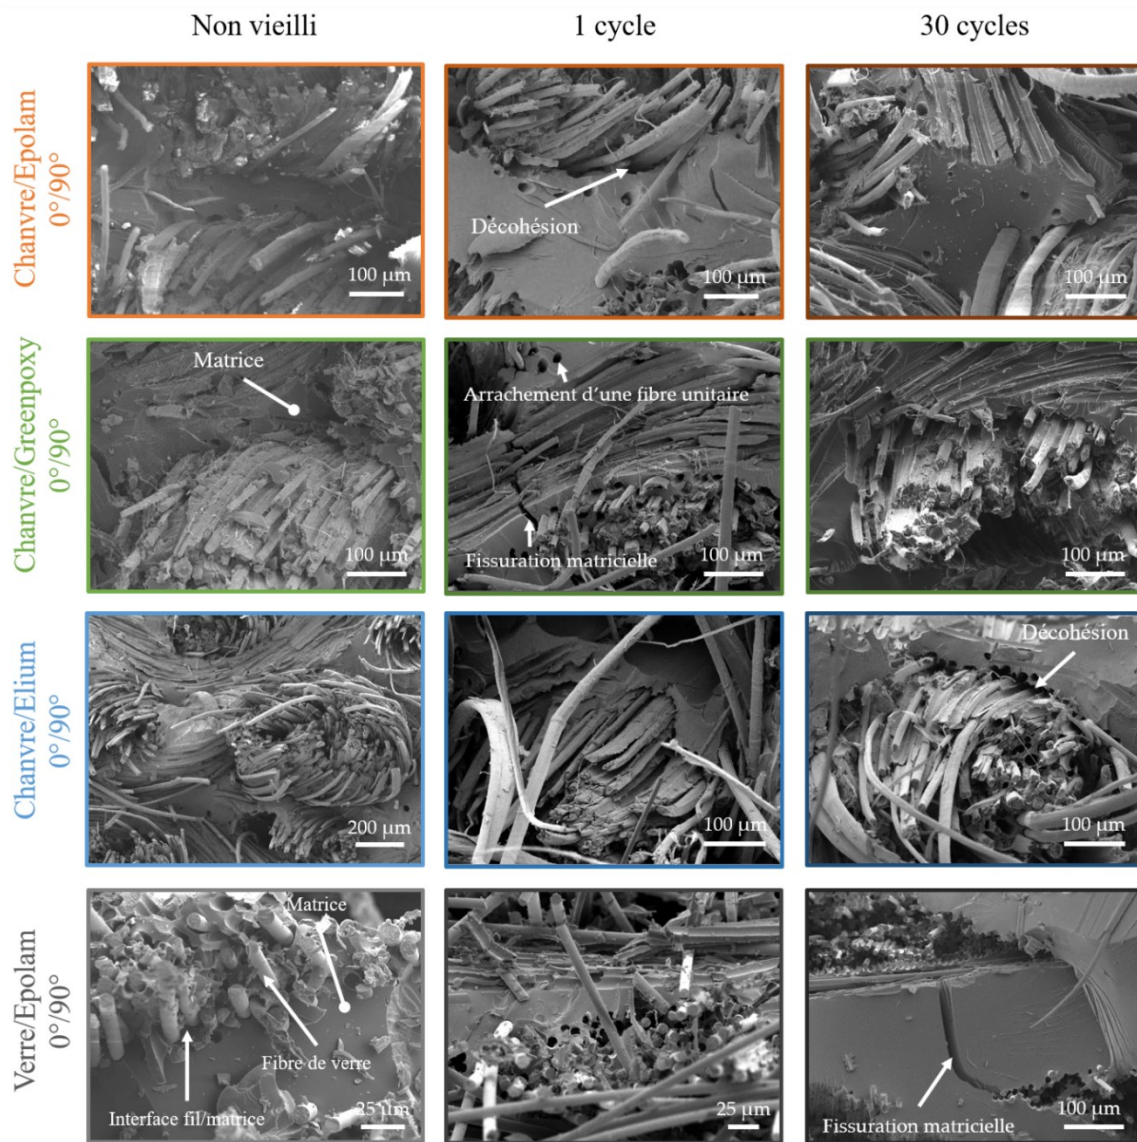 Non vieilli
1 cycle
30 cycles
Chanvre/Epolam
0°/90°
100 µm
Décohésion
100 µm
100 µm
Chanvre/Greenpoxy
0°/90°
Matrice
100 µm
Arrachement d'une fibre unitaire
Fissuration matricielle
100 µm
100 µm
Chanvre/Elium
0°/90°
200 µm
100 µm
Décohésion
100 µm
Verre/Epolam
0°/90°
Matrice
Fibre de verre
Interface fil/matrice
25 µm
25 µm
Fissuration matricielle
100 µm